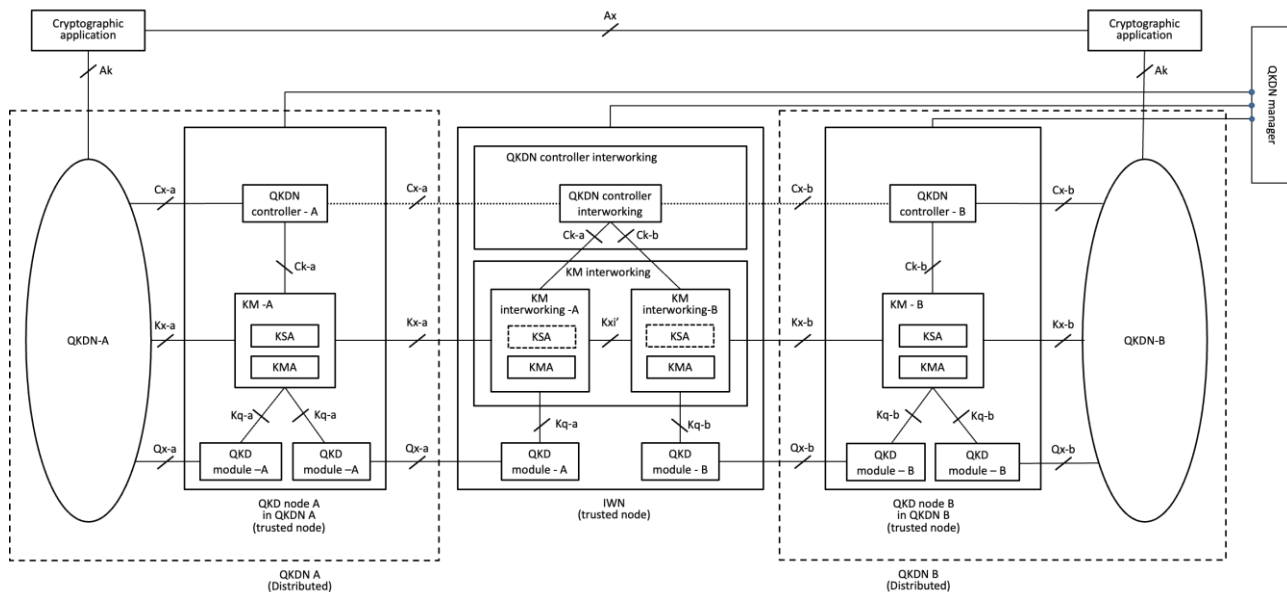 Cryptographic
application
Ax
Cryptographic
application
Ak
Ak
QKDN manager
QKDN controller interworking
Cx-a
QKDN
controller - A
Cx-a
QKDN controller
interworking
Cx-b
QKDN
controller - B
Cx-b
Ck-a
Ck-b
Ck-a
Ck-b
KM interworking
KM -A
KM
interworking -A
KM
interworking-B
KM - B
QKDN-A
Kx-a
KSA
Kx-a
KSA
Kxi’
KSA
Kx-b
KSA
Kx-b
QKDN-B
KMA
KMA
KMA
KMA
Kq-a
Kq-a
Kq-a
Kq-b
Kq-b
Kq-b
Qx-a
QKD
module –A
QKD
module –A
Qx-a
QKD
module - A
QKD
module - B
Qx-b
QKD
module – B
QKD
module – B
Qx-b
QKD node A
in QKDN A
(trusted node)
IWN
(trusted node)
QKD node B
in QKDN B
(trusted node)
QKDN A
(Distributed)
QKDN B
(Distributed)